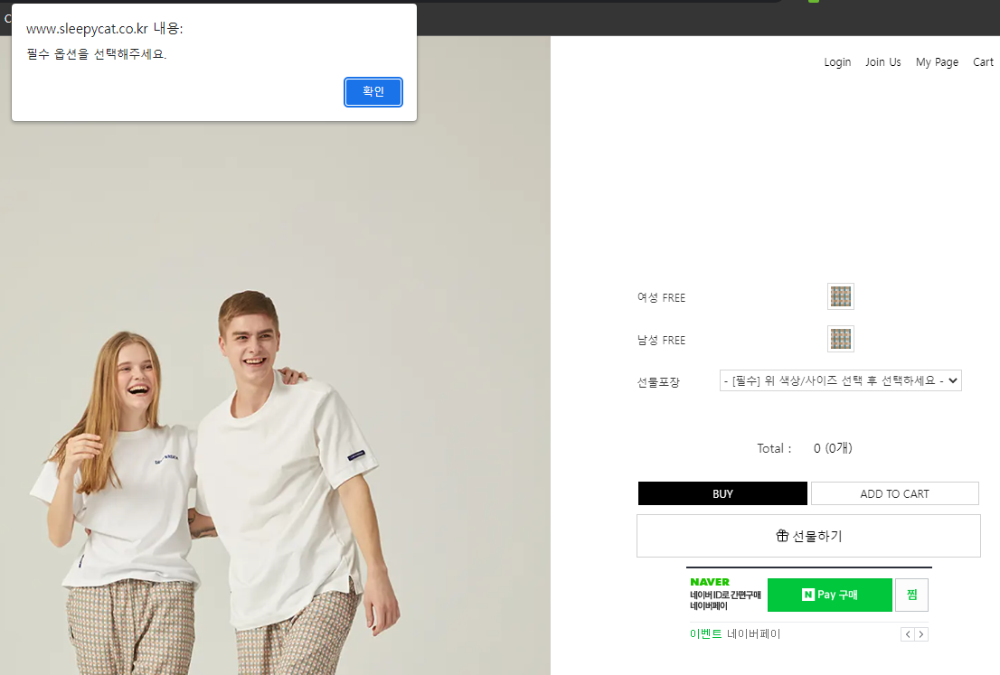 C
www.sleepycat.co.kr 내용:
필수 옵션을 선택해주세요.
확인
Login Join Us My Page Cart
여성 FREE
남성 FREE
선물포장 - [필수] 위 색상/사이즈 선택 후 선택하세요 -
Total : 0 (0개)
BUY ADD TO CART
선물하기
NAVER
네이버 ID로 간편구매
네이버페이
N Pay 구매 찜
이벤트 네이버페이